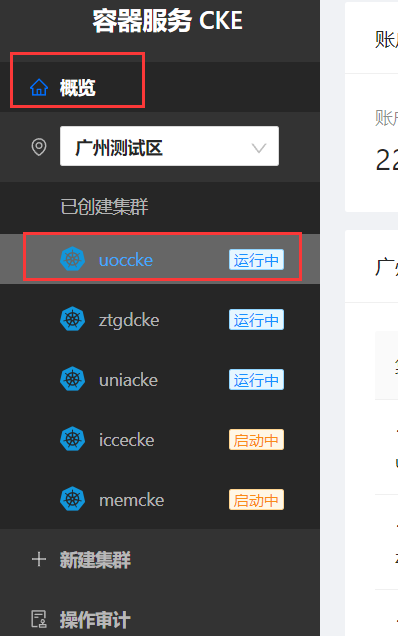 容器服务 CKE
概览
广州测试区
已创建集群
uoccke 运行中
ztgdcke 运行中
uniacke 运行中
iccecke 启动中
memcke 启动中
新建集群
操作审计
账
账
22
广